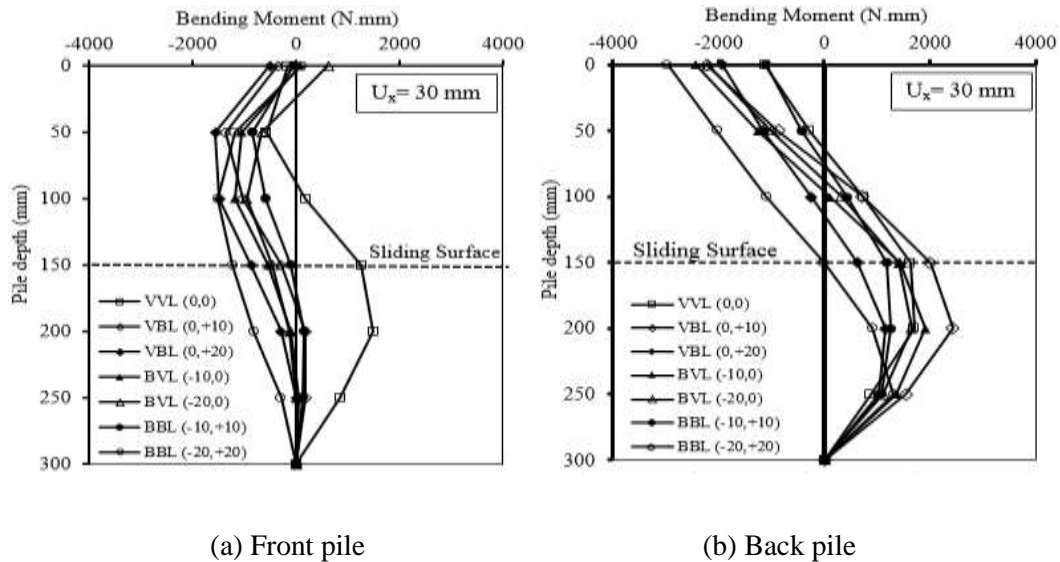 Bending Moment (N.mm)
-4000 -2000 0 2000 4000
0
50
100
150
200
250
300
Pile depth (mm)
Uₓ= 30 mm
Sliding Surface
VVL (0,0)
VBL (0,+10)
VBL (0,+20)
BVL (-10,0)
BVL (-20,0)
BBL (-10,+10)
BBL (-20,+20)
(a) Front pile
Bending Moment (N.mm)
-4000 -2000 0 2000 4000
0
50
100
150
200
250
300
Pile depth (mm)
Uₓ= 30 mm
Sliding Surface
VVL (0,0)
VBL (0,+10)
VBL (0,+20)
BVL (-10,0)
BVL (-20,0)
BBL (-10,+10)
BBL (-20,+20)
(b) Back pile